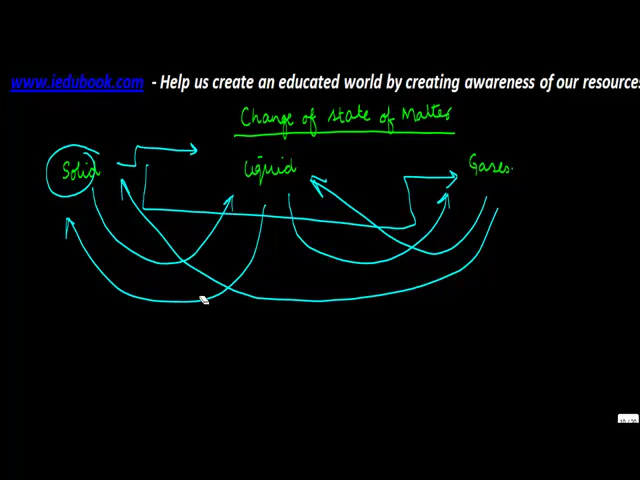 www.iedubook.com - Help us create an educated world by creating awareness of our resources
Change of state of Matter
Solid Liquid Gases.